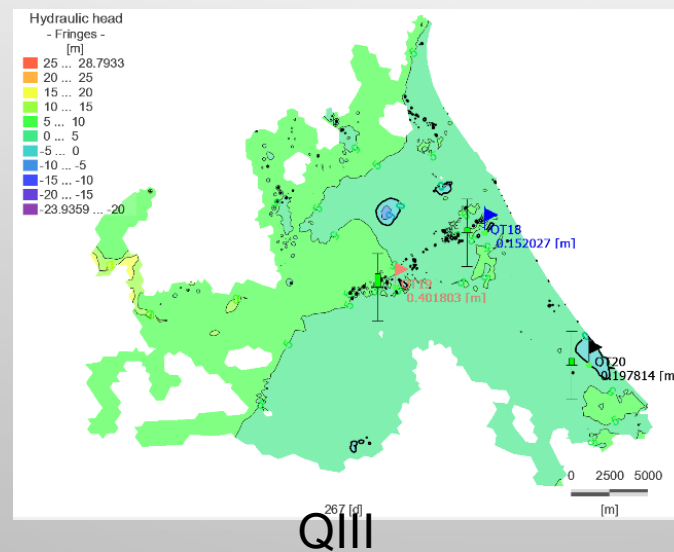 Hydraulic head
- Fringes -
[m]
25 ... 28.7933
20 ... 25
15 ... 20
10 ... 15
5 ... 10
0 ... 5
-5 ... 0
-10 ... -5
-15 ... -10
-20 ... -15
-23.9359 ... -20
OT18
0.152027 [m]
0.401803 [m]
OT20
0.197814 [m
0 2500 5000
[m]
267 [d]
QIII